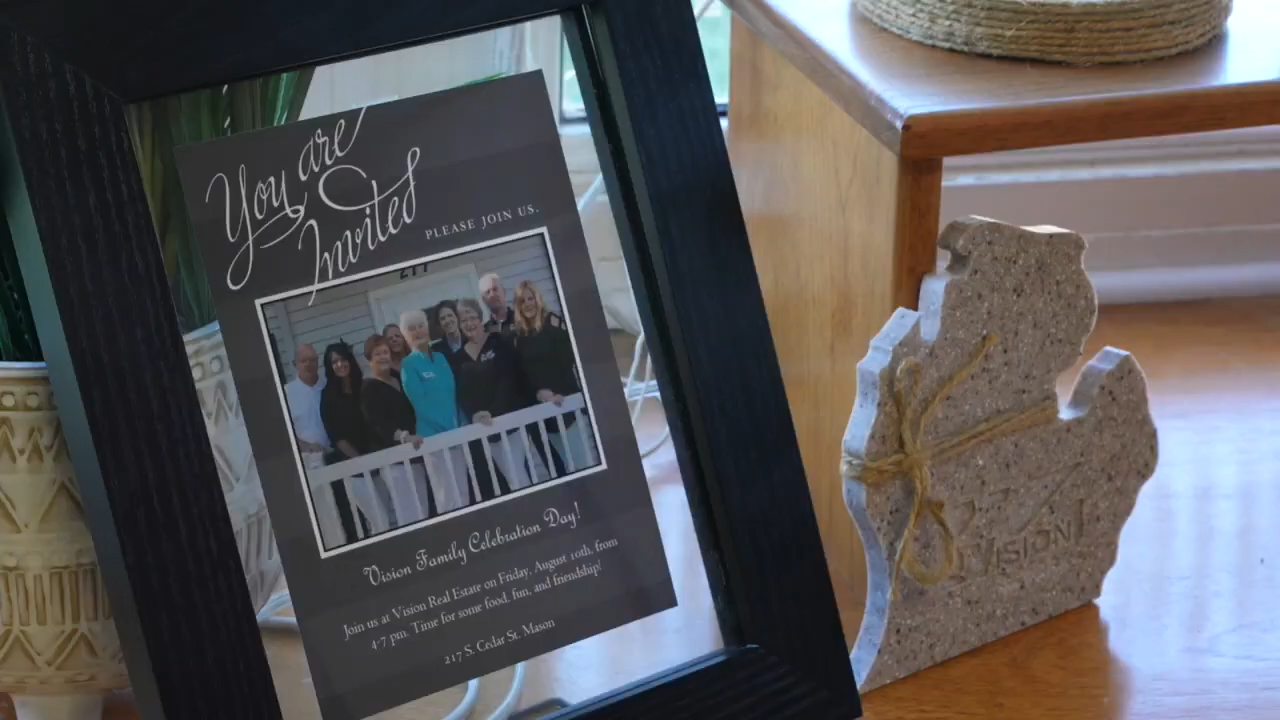 You are
Invited
PLEASE JOIN US.
217
Vision Family Celebration Day!
Join us at Vision Real Estate on Friday, August 10th, from
4-7 pm. Time for some food, fun, and friendship!
217 S. Cedar St. Mason
VISION